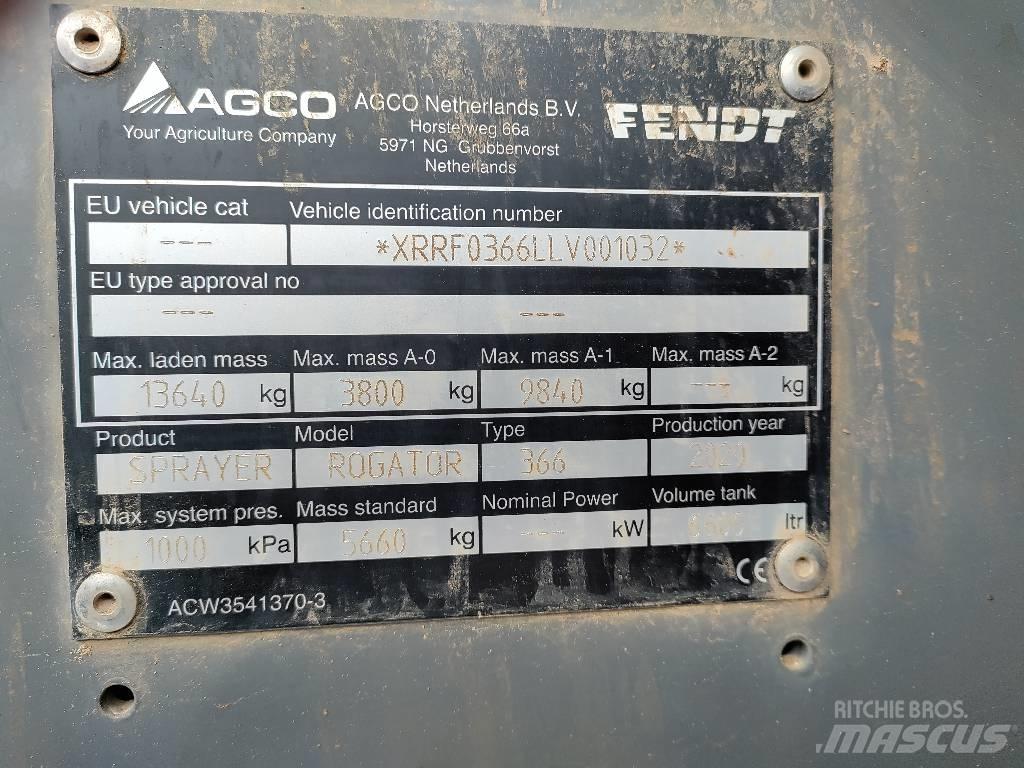 AGCO
Your Agriculture Company
AGCO Netherlands B.V.
Horsterweg 66a
5971 NG Grubbenvorst
Netherlands
FENDT
EU vehicle cat Vehicle identification number
--- *XRRF0366LLV001032*
EU type approval no
--- ---
Max. laden mass Max. mass A-0 Max. mass A-1 Max. mass A-2
13640 kg 3800 kg 9840 kg --- kg
Product Model Type Production year
SPRAYER ROGATOR 366 2020
Max. system pres. Mass standard Nominal Power Volume tank
1000 kPa 5660 kg --- kW ltr
CE
ACW3541370-3
RITCHIE BROS.
MASCUS